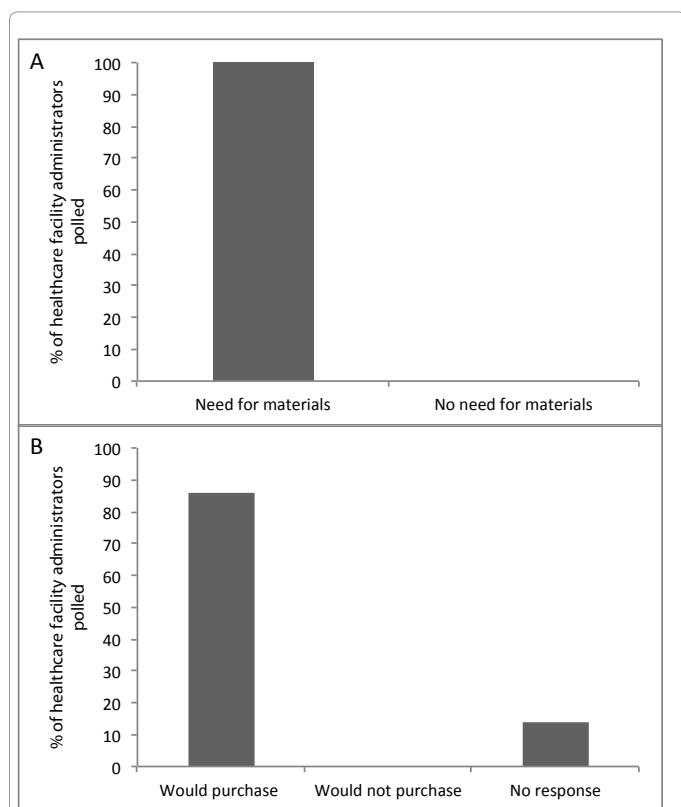 A
% of healthcare facility administrators
polled
100
90
80
70
60
50
40
30
20
10
0
Need for materials
No need for materials
B
% of healthcare facility administrators
polled
100
90
80
70
60
50
40
30
20
10
0
Would purchase
Would not purchase
No response